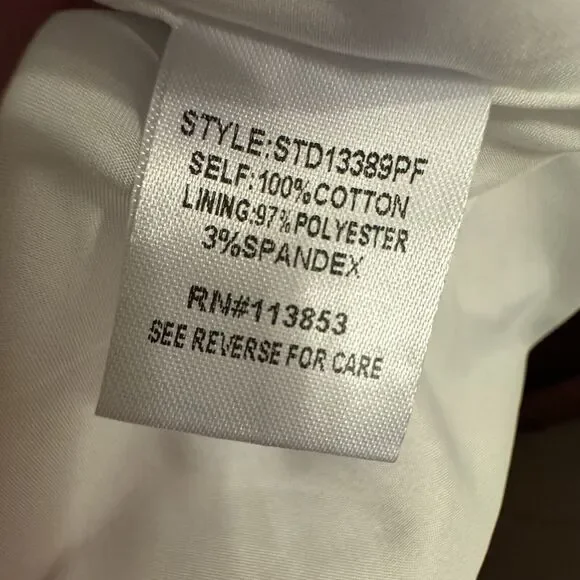 STYLE:STD13389PF
SELF:100%COTTON
LINING:97%POLYESTER
3%SPANDEX
RN#113853
SEE REVERSE FOR CARE